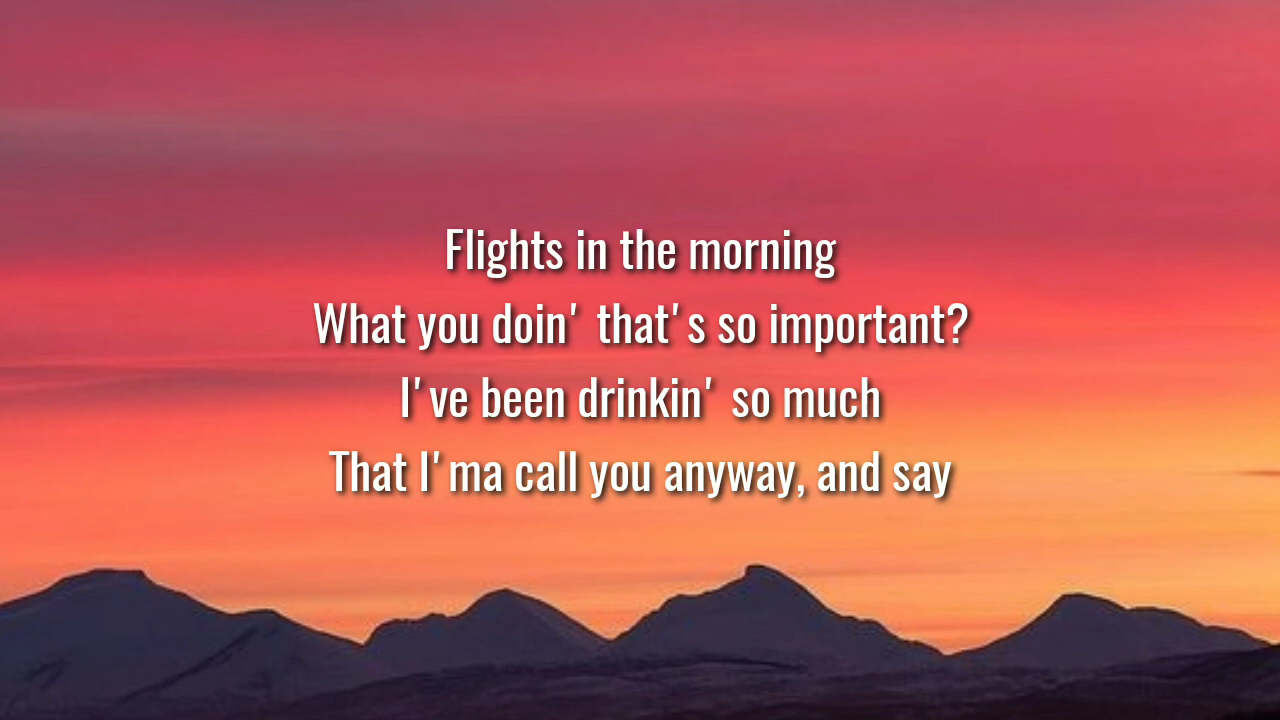 Flights in the morning
What you doin' that's so important?
I've been drinkin' so much
That I'ma call you anyway, and say